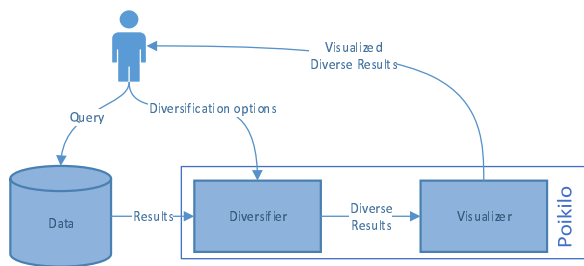 Visualized
Diverse Results
Query
Diversification options
Data
Results
Diversifier
Diverse
Results
Visualizer
Poikilo